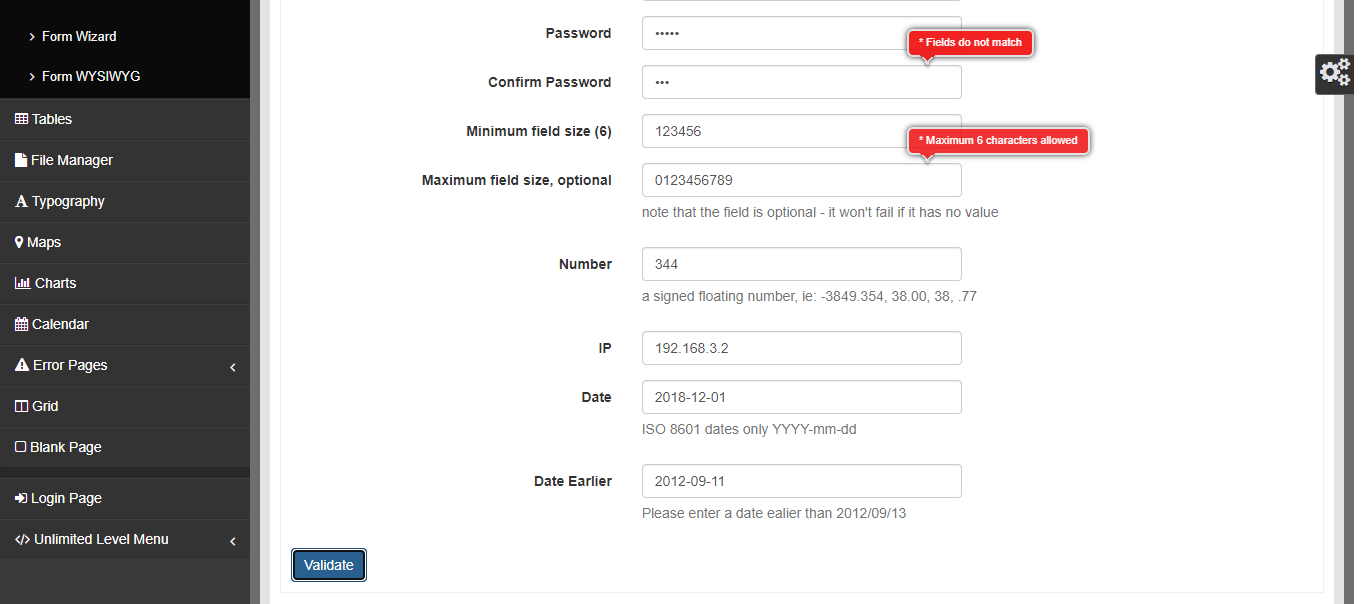 Form Wizard
Form WYSIWYG
Tables
File Manager
Typography
Maps
Charts
Calendar
Error Pages
Grid
Blank Page
Login Page
Unlimited Level Menu
Password •••••
* Fields do not match
Confirm Password •••
Minimum field size (6) 123456
* Maximum 6 characters allowed
Maximum field size, optional 0123456789
note that the field is optional - it won't fail if it has no value
Number 344
a signed floating number, ie: -3849.354, 38.00, 38, .77
IP 192.168.3.2
Date 2018-12-01
ISO 8601 dates only YYYY-mm-dd
Date Earlier 2012-09-11
Please enter a date ealier than 2012/09/13
Validate